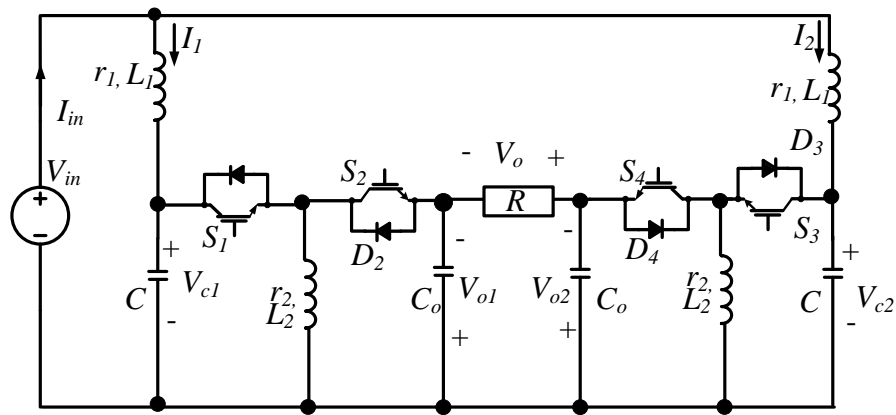 I1
I2
r1, L1
r1, L1
Iin
D3
Vin
S2
- Vo +
S4
R
S1
D2
D4
S3
+
-
+
-
-
+
C
Vc1
-
r2,
L2
Co
Vo1
Vo2
Co
r2,
L2
C
Vc2
-
+
+